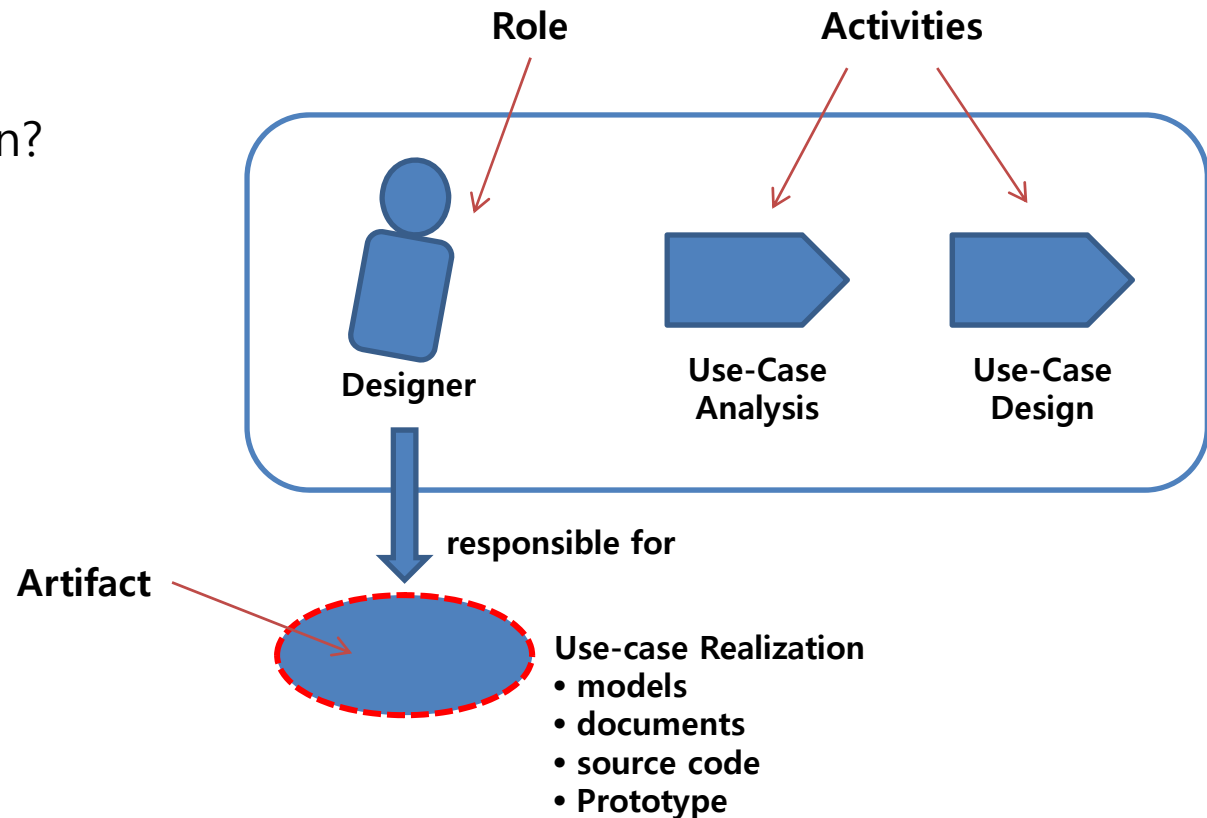 Role
Activities
n?
Designer
Use-Case
Analysis
Use-Case
Design
responsible for
Artifact
Use-case Realization
• models
• documents
• source code
• Prototype